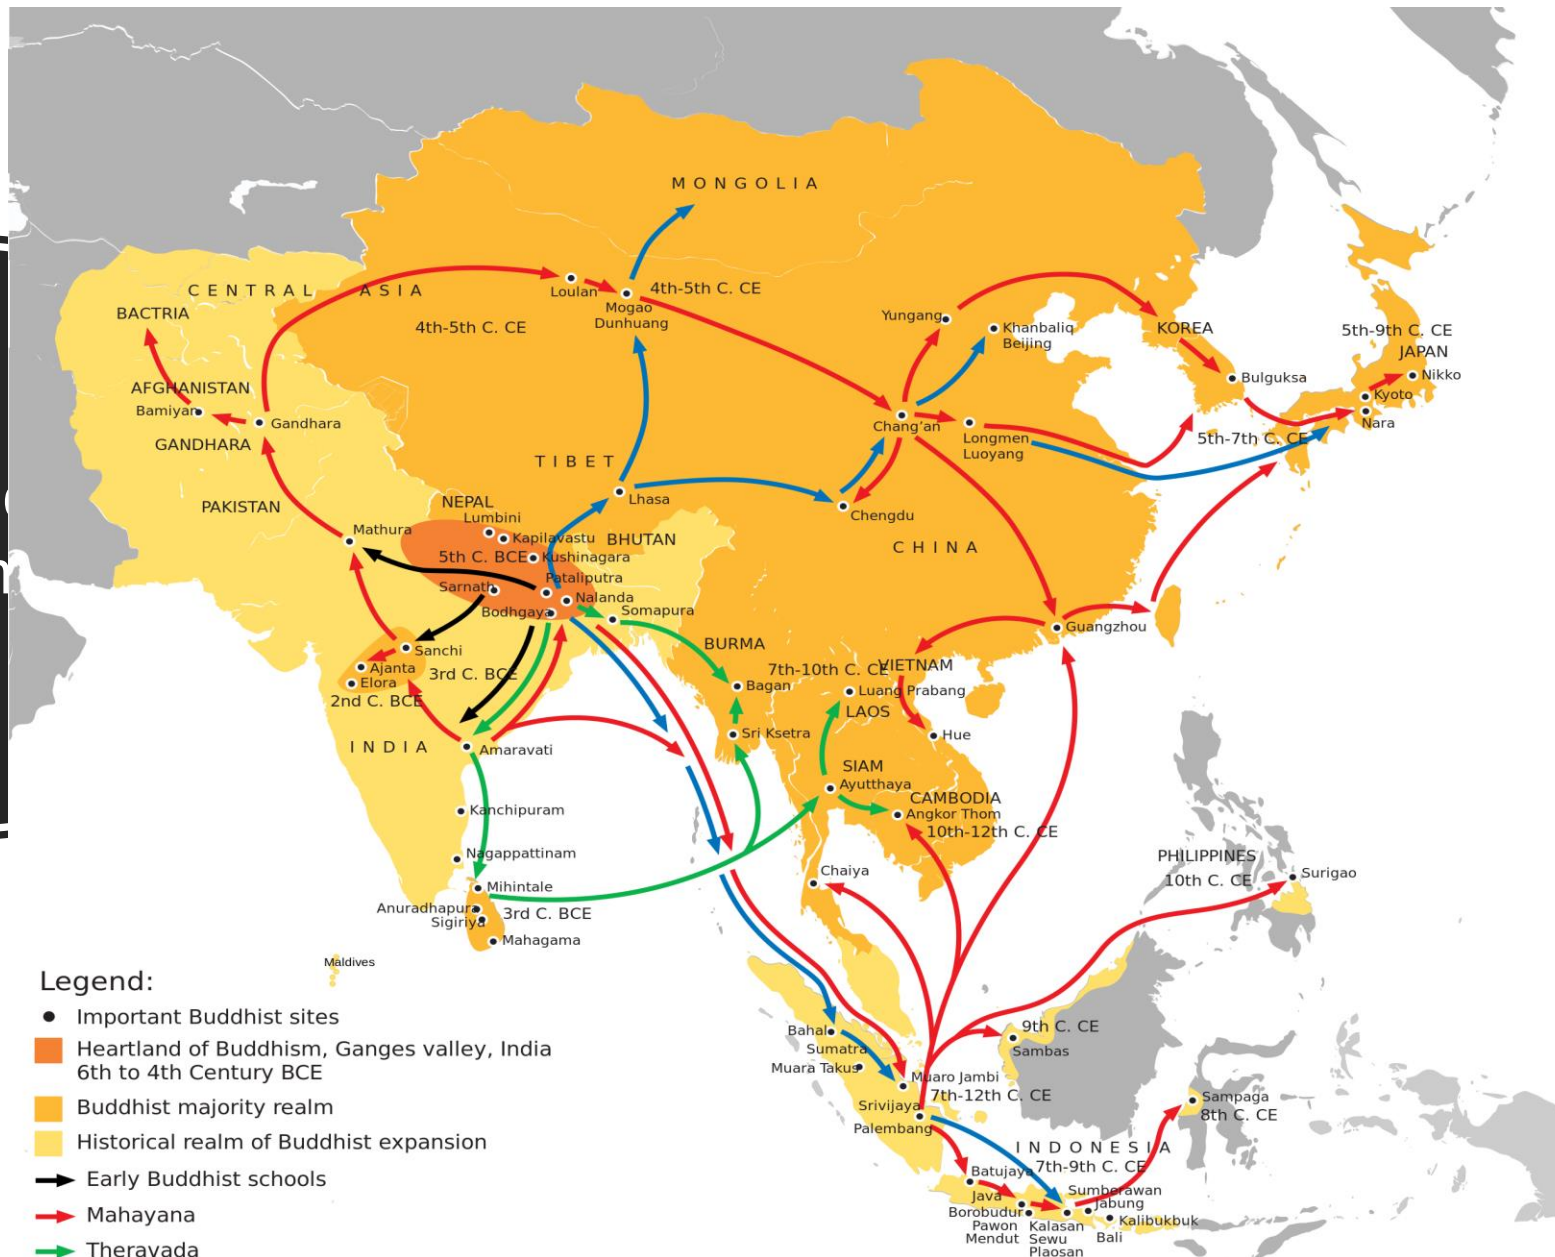 MONGOLIA
CENTRAL ASIA
BACTRIA
Loulan
4th-5th C. CE
Mogao
Dunhuang
4th-5th C. CE
Yungang
Khanbaliq
Beijing
KOREA
5th-9th C. CE
JAPAN
AFGHANISTAN
Bamiyan
Gandhara
GANDHARA
Bulguksa
Nikko
Kyoto
Nara
Chang'an
Longmen
Luoyang
5th-7th C. CE
TIBET
Lhasa
Chengdu
PAKISTAN
NEPAL
Lumbini
Mathura
Kapilavastu
BHUTAN
CHINA
5th C. BCE
Kushinagara
Pataliputra
Sarnath
Nalanda
Bodhgaya
Somapura
Guangzhou
BURMA
Sanchi
Ajanta
3rd C. BCE
Elora
2nd C. BCE
7th-10th C. CE
VIETNAM
Bagan
Luang Prabang
LAOS
Sri Ksetra
Hue
INDIA
Amaravati
SIAM
Ayutthaya
CAMBODIA
Angkor Thom
10th-12th C. CE
Kanchipuram
Nagappattinam
Chaiya
PHILIPPINES
10th C. CE
Surigao
Mihintale
Anuradhapura
3rd C. BCE
Sigiriya
Mahagama
Maldives
Bahal
Sumatra
Muara Takus
9th C. CE
Sambas
Muaro Jambi
7th-12th C. CE
Srivijaya
Palembang
Sampaga
8th C. CE
INDONESIA
7th-9th C. CE
Batujaya
Java
Sumberawan
Jabung
Borobudur
Pawon
Mendut
Kalasan
Sewu
Plaosan
Kalibukbuk
Bali
Legend:
Important Buddhist sites
Heartland of Buddhism, Ganges valley, India
6th to 4th Century BCE
Buddhist majority realm
Historical realm of Buddhist expansion
Early Buddhist schools
Mahayana
Theravada